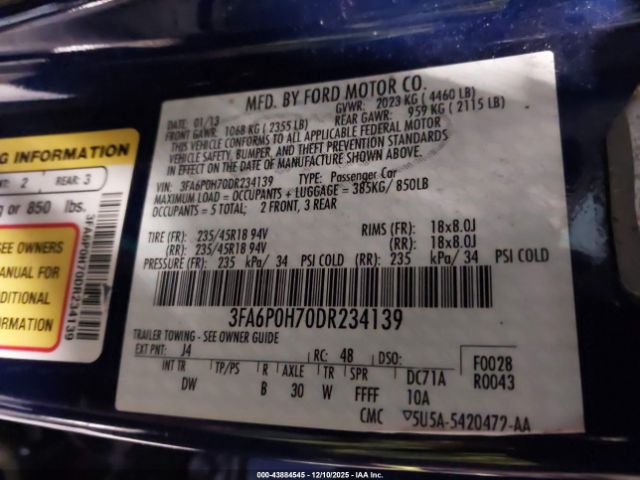 MFD. BY FORD MOTOR CO.
DATE: 01/13 GVWR: 2023 KG ( 4460 LB)
FRONT GAWR: 1068 KG ( 2355 LB) REAR GAWR: 959 KG ( 2115 LB)
THIS VEHICLE CONFORMS TO ALL APPLICABLE FEDERAL MOTOR
VEHICLE SAFETY, BUMPER, AND THEFT PREVENTION STANDARDS
IN EFFECT ON THE DATE OF MANUFACTURE SHOWN ABOVE.
VIN: 3FA6P0H70DR234139 TYPE: Passenger Car
MAXIMUM LOAD = OCCUPANTS + LUGGAGE = 385KG/ 850LB
OCCUPANTS = 5 TOTAL; 2 FRONT, 3 REAR
TIRE (FR): 235/45R18 94V RIMS (FR): 18x8.0J
(RR): 235/45R18 94V (RR): 18x8.0J
PRESSURE (FR): 235 kPa/ 34 PSI COLD (RR): 235 kPa/ 34 PSI COLD
3FA6P0H70DR234139
TRAILER TOWING - SEE OWNER GUIDE
EXT PNT: J4 RC: 48 DSO: F0028
INT TR TP/PS R AXLE TR SPR DC71A R0043
DW B 30 W FFFF 10A
CMC 5U5A-5420472-AA
G INFORMATION
NT: 2 REAR: 3
g or 850 lbs.
SEE OWNERS
MANUAL FOR
ADDITIONAL
INFORMATION
3FA6P0H70DR234139
000-43884545 - 12/10/2025 - IAA Inc.